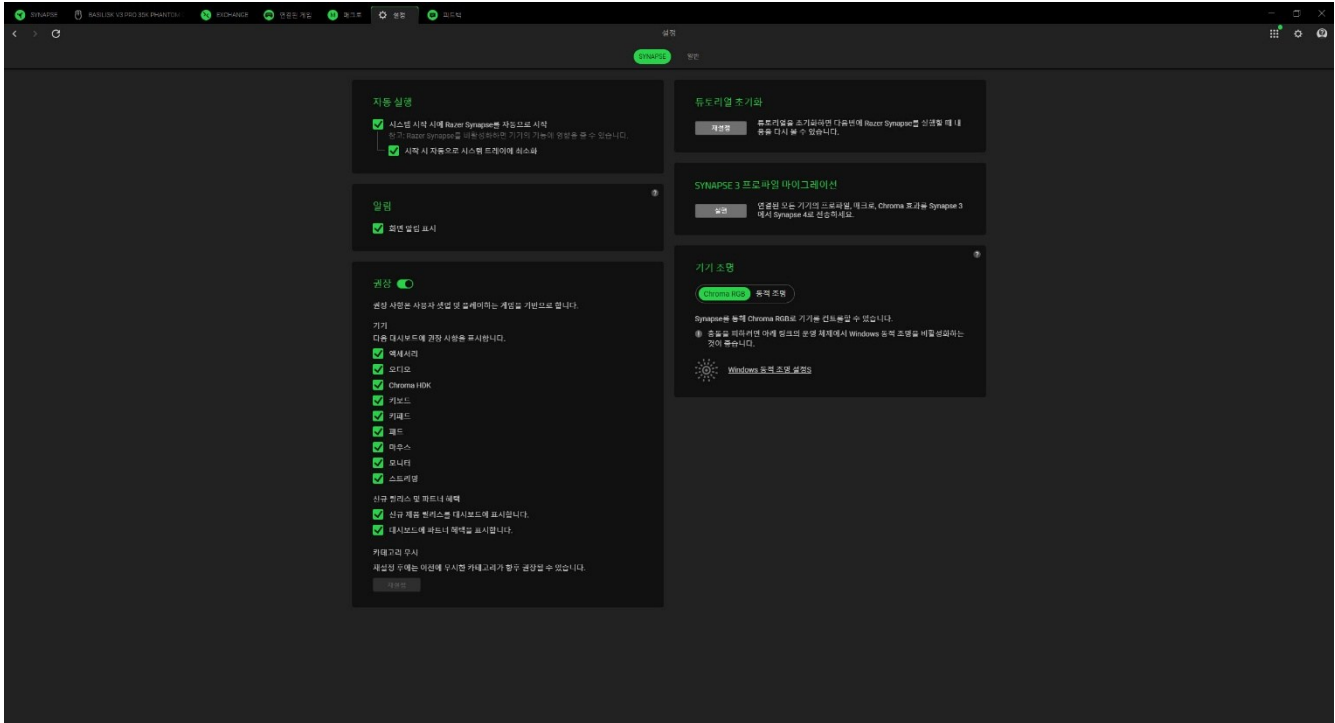 SYNAPSE
BASILISK V3 PRO 35K PHANTOM
EXCHANGE
연결된 게임
매크로
설정
피드백
설정
SYNAPSE
일반
자동 실행
시스템 시작 시에 Razer Synapse를 자동으로 시작
참고: Razer Synapse를 비활성화하면 기기의 기능에 영향을 줄 수 있습니다.
시작 시 자동으로 시스템 트레이에 최소화
알림
화면 알림 표시
권장
권장 사항은 사용자 셋업 및 플레이하는 게임을 기반으로 합니다.
기기
다음 대시보드에 권장 사항을 표시합니다.
액세서리
오디오
Chroma HDK
키보드
키패드
패드
마우스
모니터
스트리밍
신규 릴리스 및 파트너 혜택
신규 제품 릴리스를 대시보드에 표시합니다.
대시보드에 파트너 혜택을 표시합니다.
카테고리 무시
재설정 후에는 이전에 무시한 카테고리가 향후 권장될 수 있습니다.
재설정
튜토리얼 초기화
재설정
튜토리얼을 초기화하면 다음번에 Razer Synapse를 실행할 때 내
용을 다시 볼 수 있습니다.
SYNAPSE 3 프로파일 마이그레이션
실행
연결된 모든 기기의 프로파일, 매크로, Chroma 효과를 Synapse 3
에서 Synapse 4로 전송하세요.
기기 조명
Chroma RGB
동적 조명
Synapse를 통해 Chroma RGB로 기기를 컨트롤할 수 있습니다.
충돌을 피하려면 아래 링크의 운영 체제에서 Windows 동적 조명을 비활성화하는
것이 좋습니다.
Windows 동적 조명 설정S